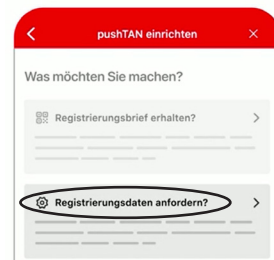 pushTAN einrichten
Was möchten Sie machen?
Registrierungsbrief erhalten?
Registrierungsdaten anfordern?